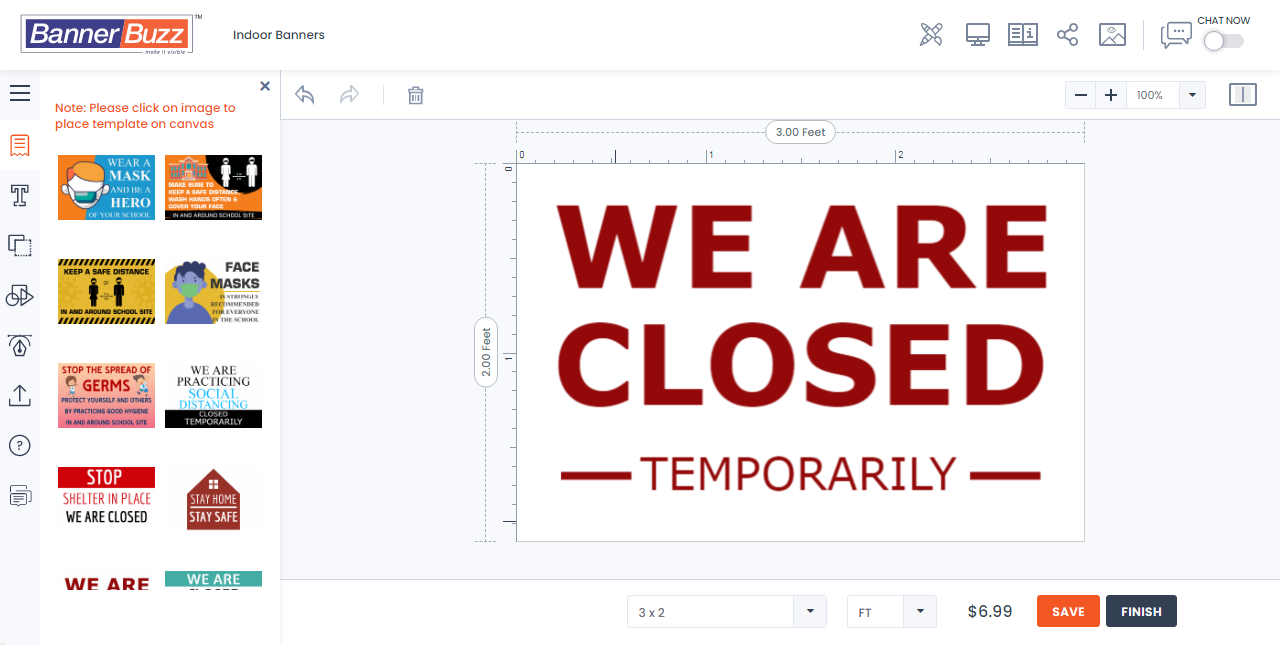 BannerBuzz™
make it visible
Indoor Banners
CHAT NOW
Note: Please click on image to
place template on canvas
100%
3.00 Feet
0 1 2
0
1
2.00 Feet
WEAR A
MASK
AND BE A
HERO
OF YOUR SCHOOL
MAKE SURE TO
KEEP A SAFE DISTANCE,
WASH HANDS OFTEN &
COVER YOUR FACE
IN AND AROUND SCHOOL SITE
KEEP A SAFE DISTANCE
IN AND AROUND SCHOOL SITE
FACE
MASKS
IS STRONGLY
RECOMMENDED
FOR EVERYONE
IN THE SCHOOL
STOP THE SPREAD OF
GERMS
PROTECT YOURSELF AND OTHERS
BY PRACTICING GOOD HYGIENE
IN AND AROUND SCHOOL SITE
WE ARE
PRACTICING
SOCIAL
DISTANCING
CLOSED
TEMPORARILY
STOP
SHELTER IN PLACE
WE ARE CLOSED
STAY HOME
STAY SAFE
WE ARE
WE ARE
WE ARE
CLOSED
TEMPORARILY
3 x 2
FT
$6.99
SAVE
FINISH